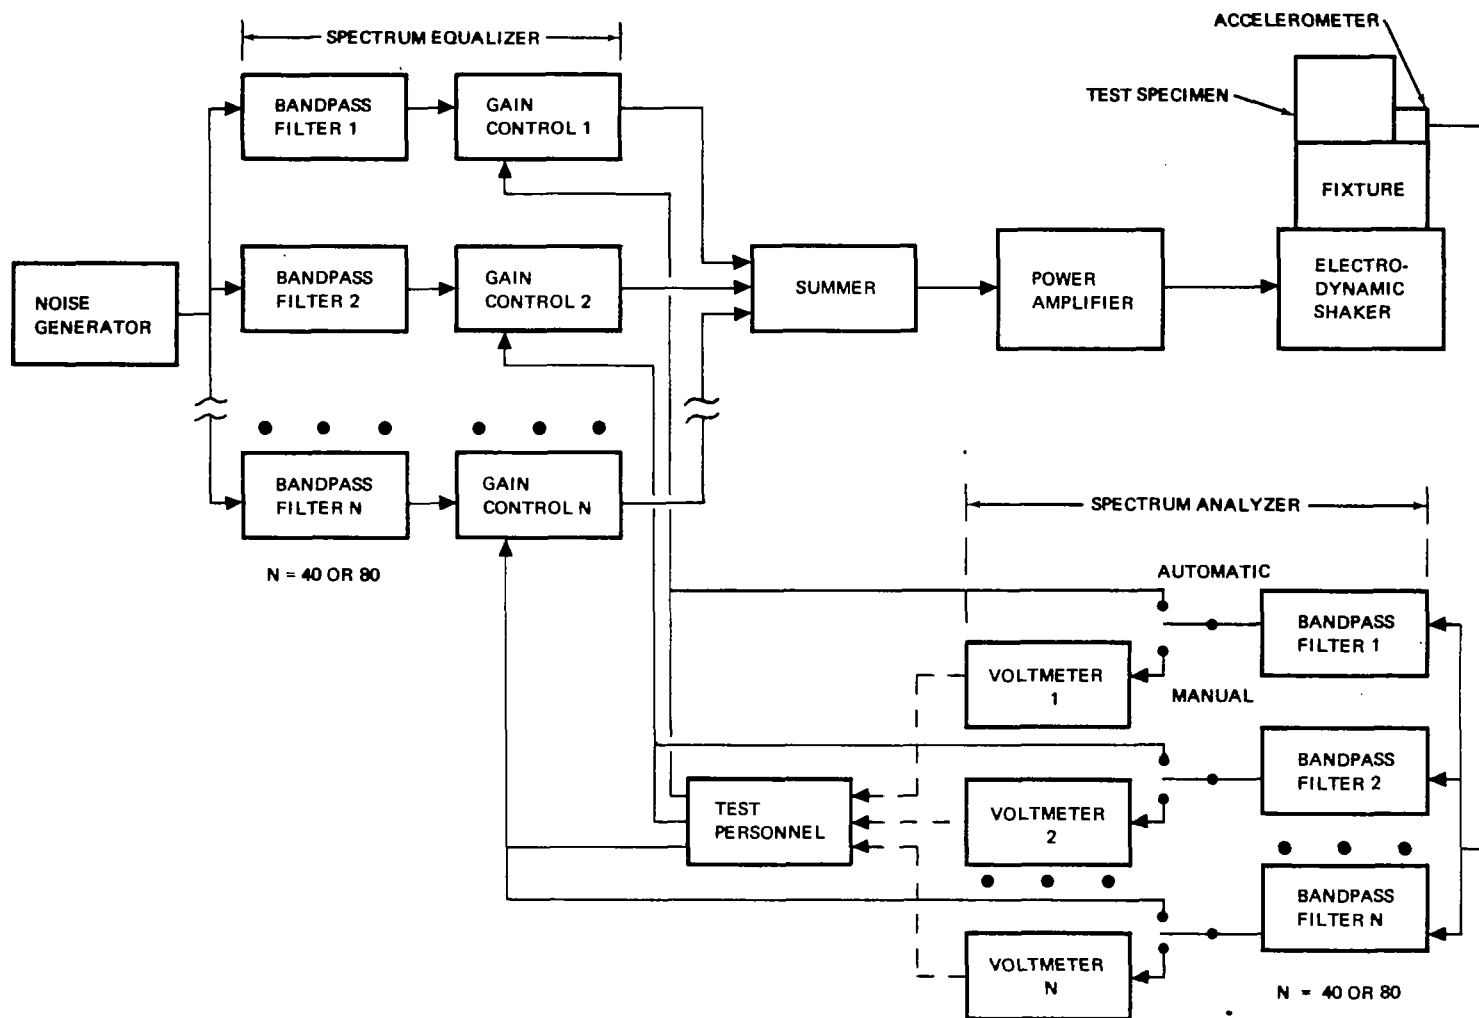 ACCELEROMETER
SPECTRUM EQUALIZER
BANDPASS
FILTER 1
GAIN
CONTROL 1
TEST SPECIMEN
FIXTURE
BANDPASS
FILTER 2
GAIN
CONTROL 2
NOISE
GENERATOR
SUMMER
POWER
AMPLIFIER
ELECTRO-
DYNAMIC
SHAKER
BANDPASS
FILTER N
GAIN
CONTROL N
N = 40 OR 80
SPECTRUM ANALYZER
AUTOMATIC
BANDPASS
FILTER 1
VOLTMETER
1
MANUAL
BANDPASS
FILTER 2
TEST
PERSONNEL
VOLTMETER
2
BANDPASS
FILTER N
VOLTMETER
N
N = 40 OR 80